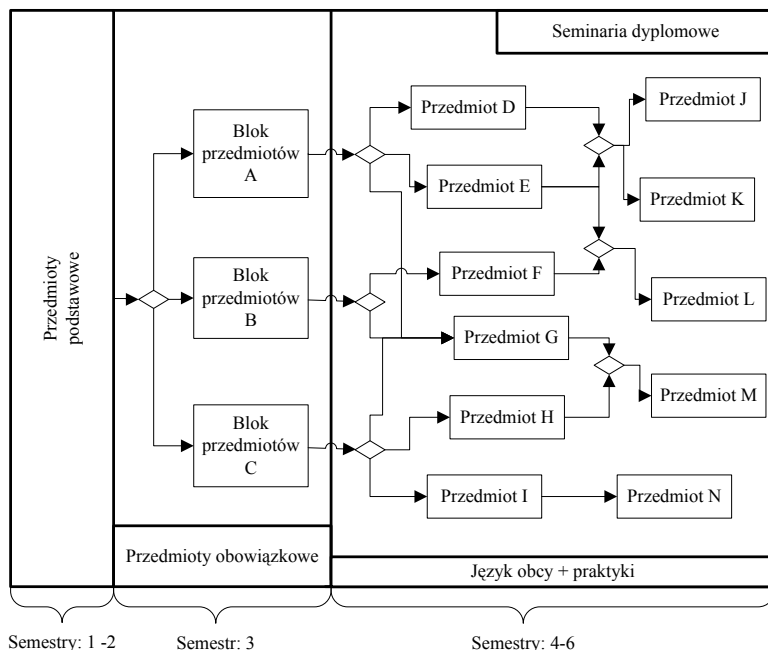 Seminaria dyplomowe
Przedmioty
podstawowe
Blok
przedmiotów
A
Blok
przedmiotów
B
Blok
przedmiotów
C
Przedmiot D
Przedmiot E
Przedmiot F
Przedmiot G
Przedmiot H
Przedmiot I
Przedmiot J
Przedmiot K
Przedmiot L
Przedmiot M
Przedmiot N
Przedmioty obowiązkowe
Język obcy + praktyki
Semestry: 1 -2
Semestr: 3
Semestry: 4-6